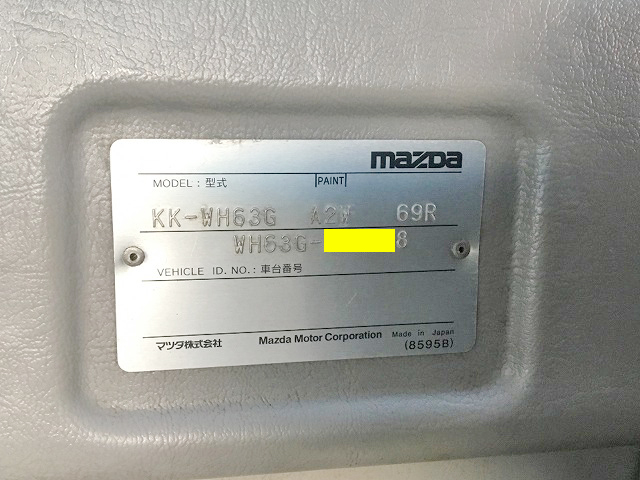 mazda
MODEL : 型式 PAINT
KK-WH63G A2W 69R
WH63G- 8
VEHICLE ID. NO. : 車台番号
マツダ株式会社 Mazda Motor Corporation Made in Japan
(8595B)